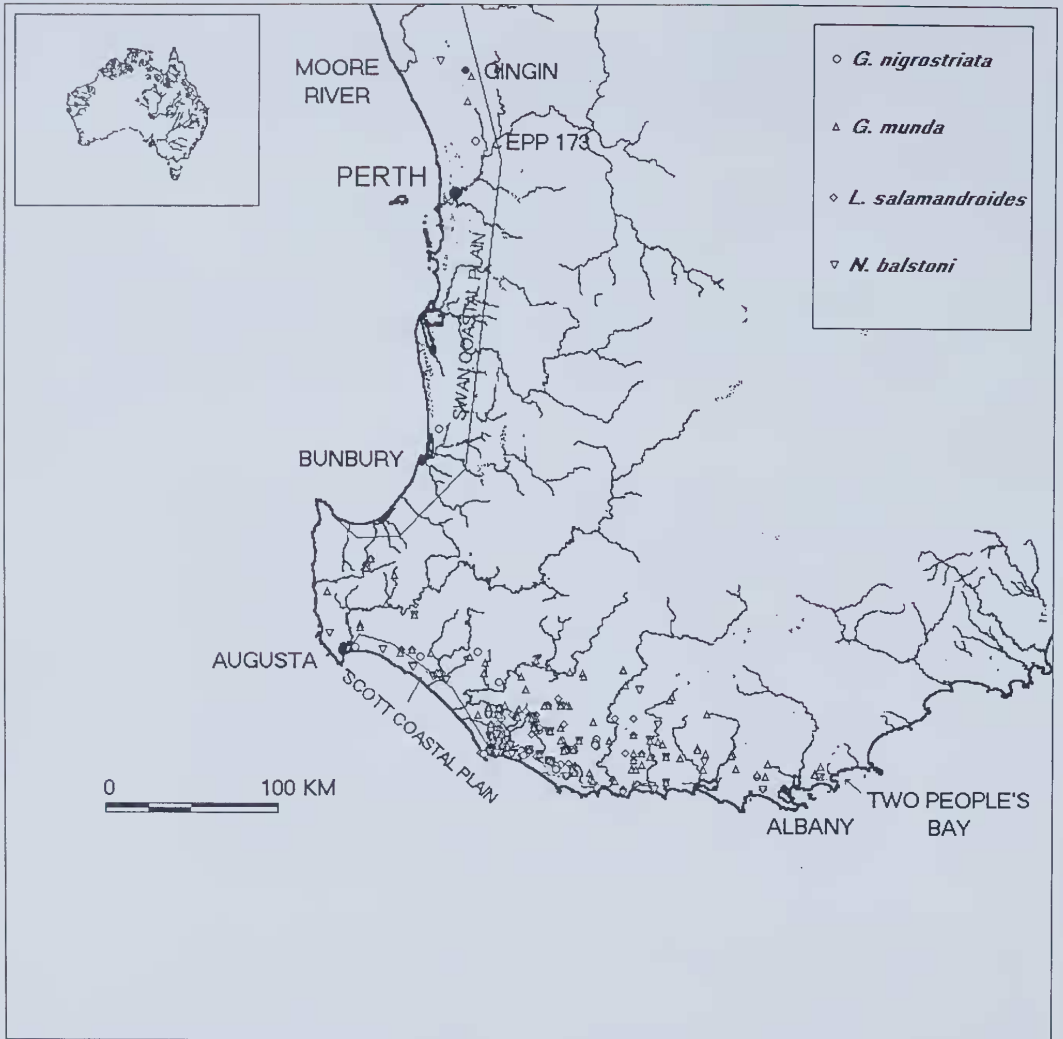 MOORE
RIVER
GINGIN
EPP 173
PERTH
SWAN COASTAL PLAIN
BUNBURY
AUGUSTA
SCOTT COASTAL PLAIN
0 100 KM
ALBANY
TWO PEOPLE'S
BAY
G. nigrostriata
G. munda
L. salamandroides
N. balstoni